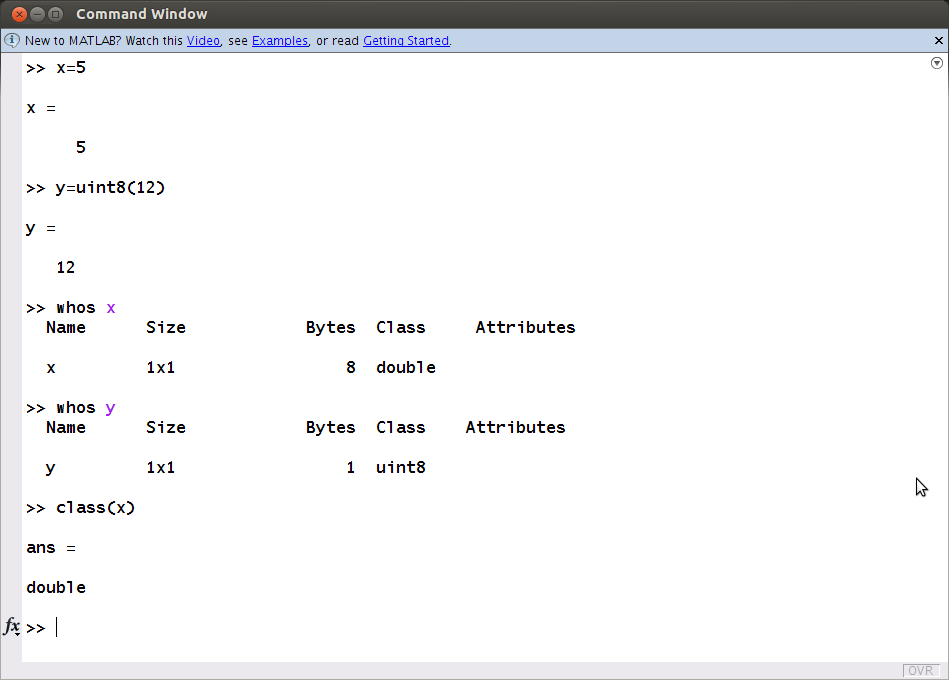 Command Window
New to MATLAB? Watch this Video, see Examples, or read Getting Started.
>> x=5
x =
5
>> y=uint8(12)
y =
12
>> whos x
Name Size Bytes Class Attributes
x 1x1 8 double
>> whos y
Name Size Bytes Class Attributes
y 1x1 1 uint8
>> class(x)
ans =
double
fx >>
OVR